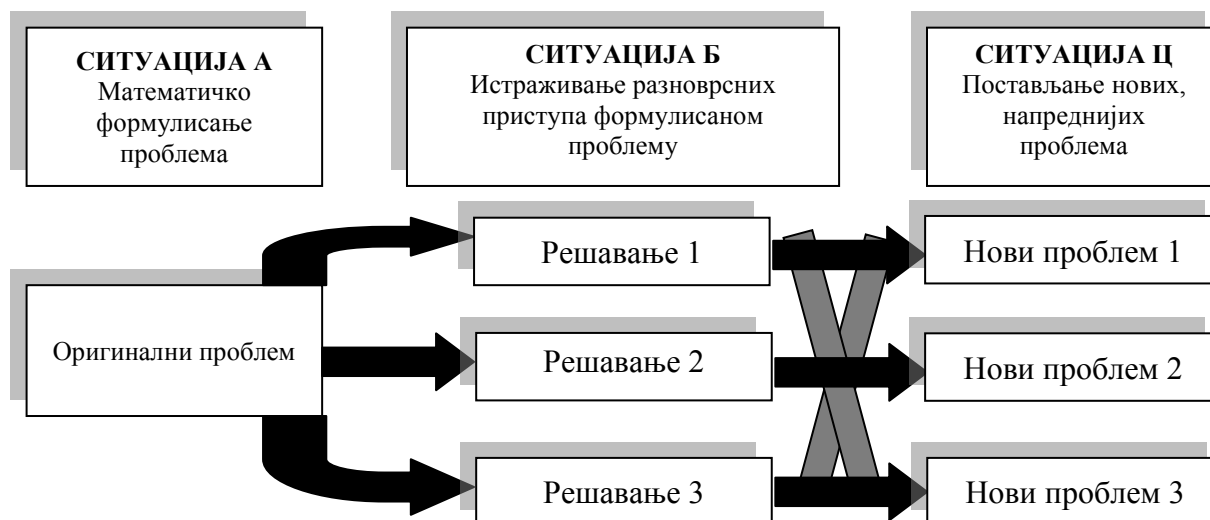 СИТУАЦИЈА А
Математичко
формулисање
проблема
СИТУАЦИЈА Б
Истраживање разноврсних
приступа формулисаном
проблему
СИТУАЦИЈА Ц
Постављање нових,
напреднијих
проблема
Оригинални проблем
Решавање 1
Решавање 2
Решавање 3
Нови проблем 1
Нови проблем 2
Нови проблем 3